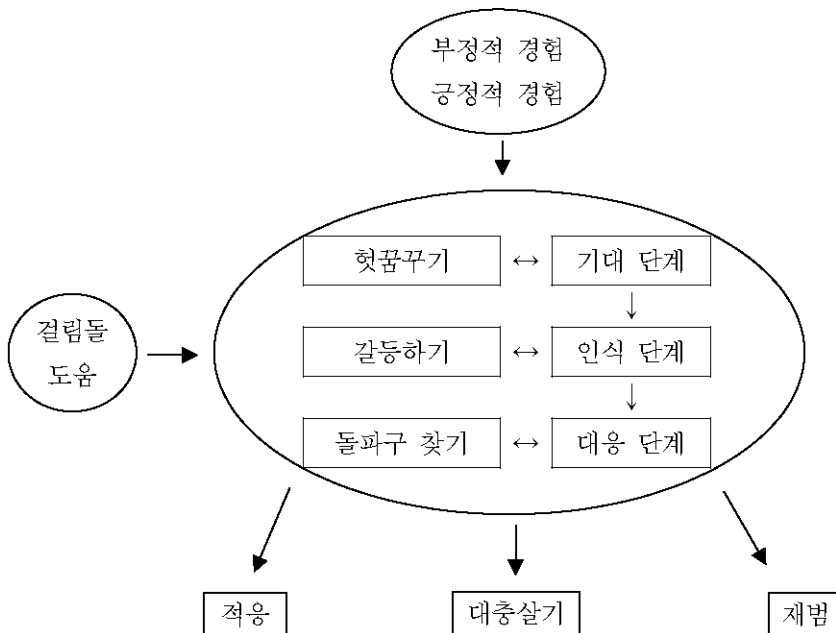 부정적 경험
긍정적 경험
헛꿈꾸기 ↔ 기대 단계
↓
걸림돌
도움
갈등하기 ↔ 인식 단계
↓
돌파구 찾기 ↔ 대응 단계
적응
대충살기
재범